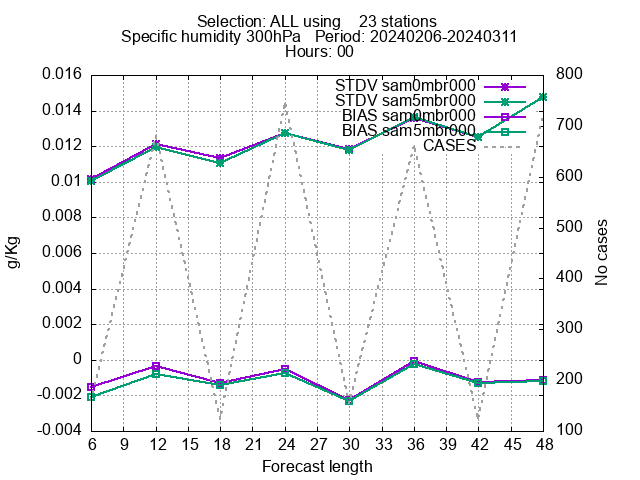 Selection: ALL using    23 stations
Specific humidity 300hPa   Period: 20240206-20240311
Hours: 00
STDV sam0mbr000
STDV sam5mbr000
BIAS sam0mbr000
BIAS sam5mbr000
CASES
0.016
0.014
0.012
0.01
0.008
0.006
0.004
0.002
0
-0.002
-0.004
g/Kg
800
700
600
500
400
300
200
100
No cases
6 9 12 15 18 21 24 27 30 33 36 39 42 45 48
Forecast length